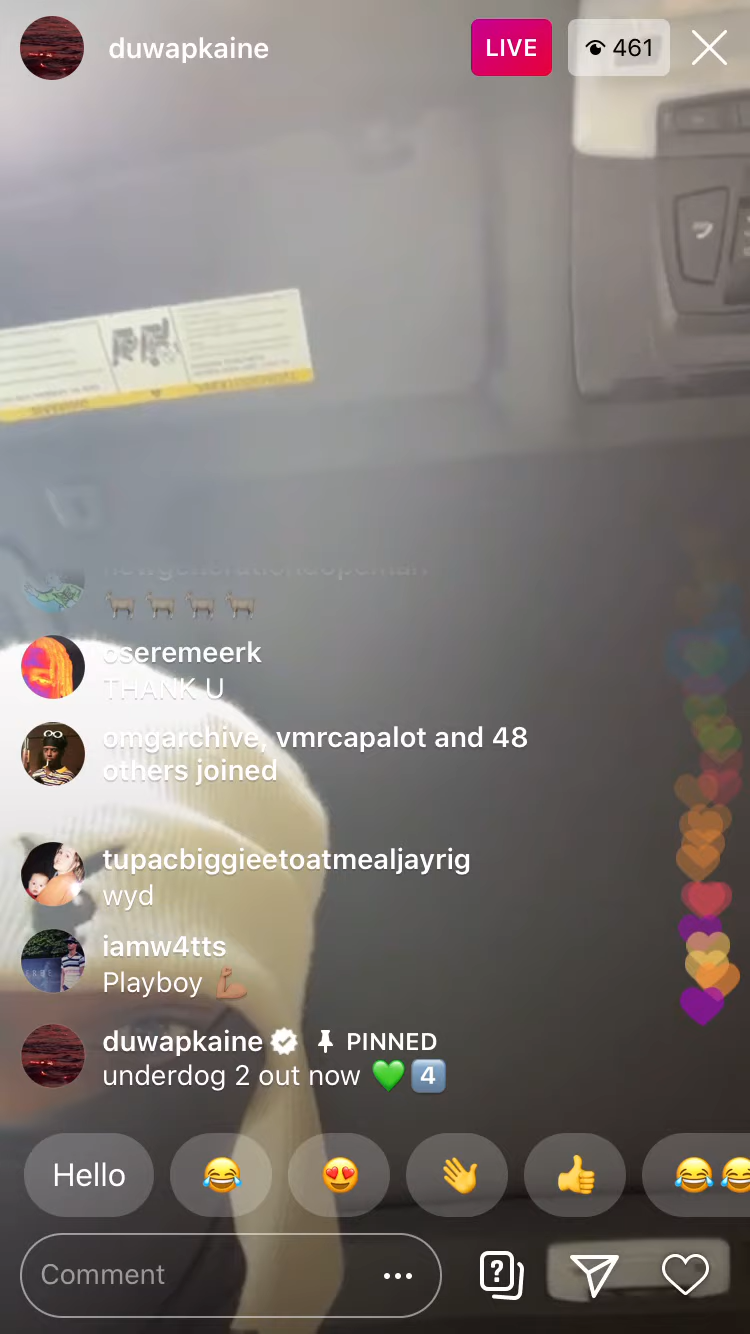 duwapkaine
LIVE
461
🐐 🐐 🐐 🐐
oseremeerk
THANK U
omgarchive, vmrcapalot and 48
others joined
tupacbiggieetoatmealjayrig
wyd
iamw4tts
Playboy 💪🏽
duwapkaine PINNED
underdog 2 out now 💚 4️⃣
Hello 😂 😍 👋 👍 😂😂
Comment